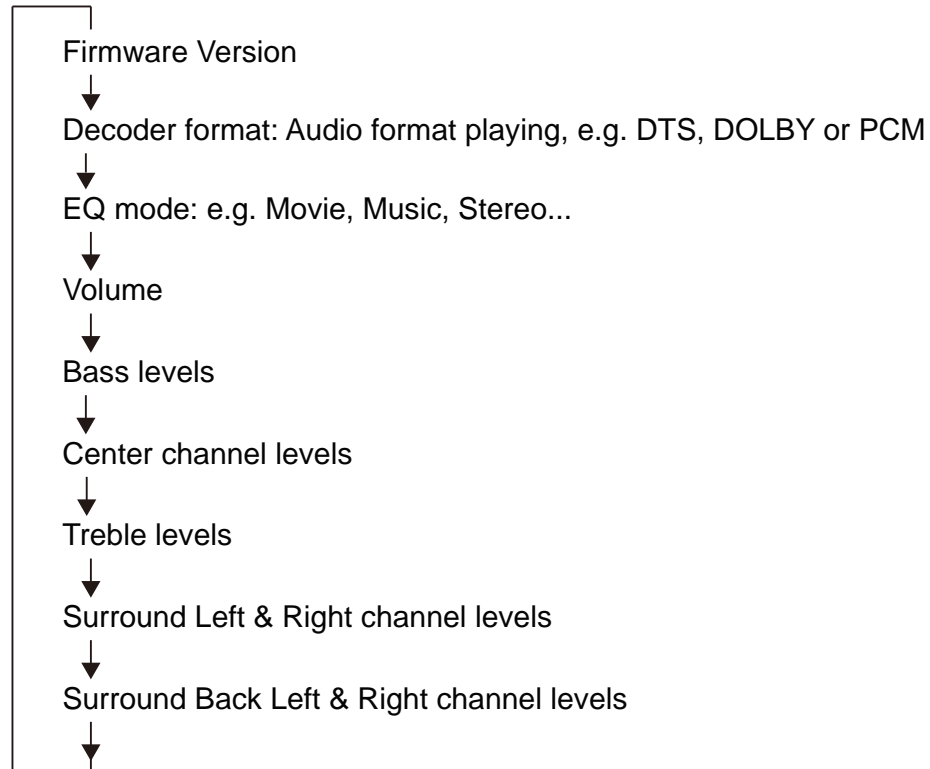 Firmware Version
Decoder format: Audio format playing, e.g. DTS, DOLBY or PCM
EQ mode: e.g. Movie, Music, Stereo...
Volume
Bass levels
Center channel levels
Treble levels
Surround Left & Right channel levels
Surround Back Left & Right channel levels